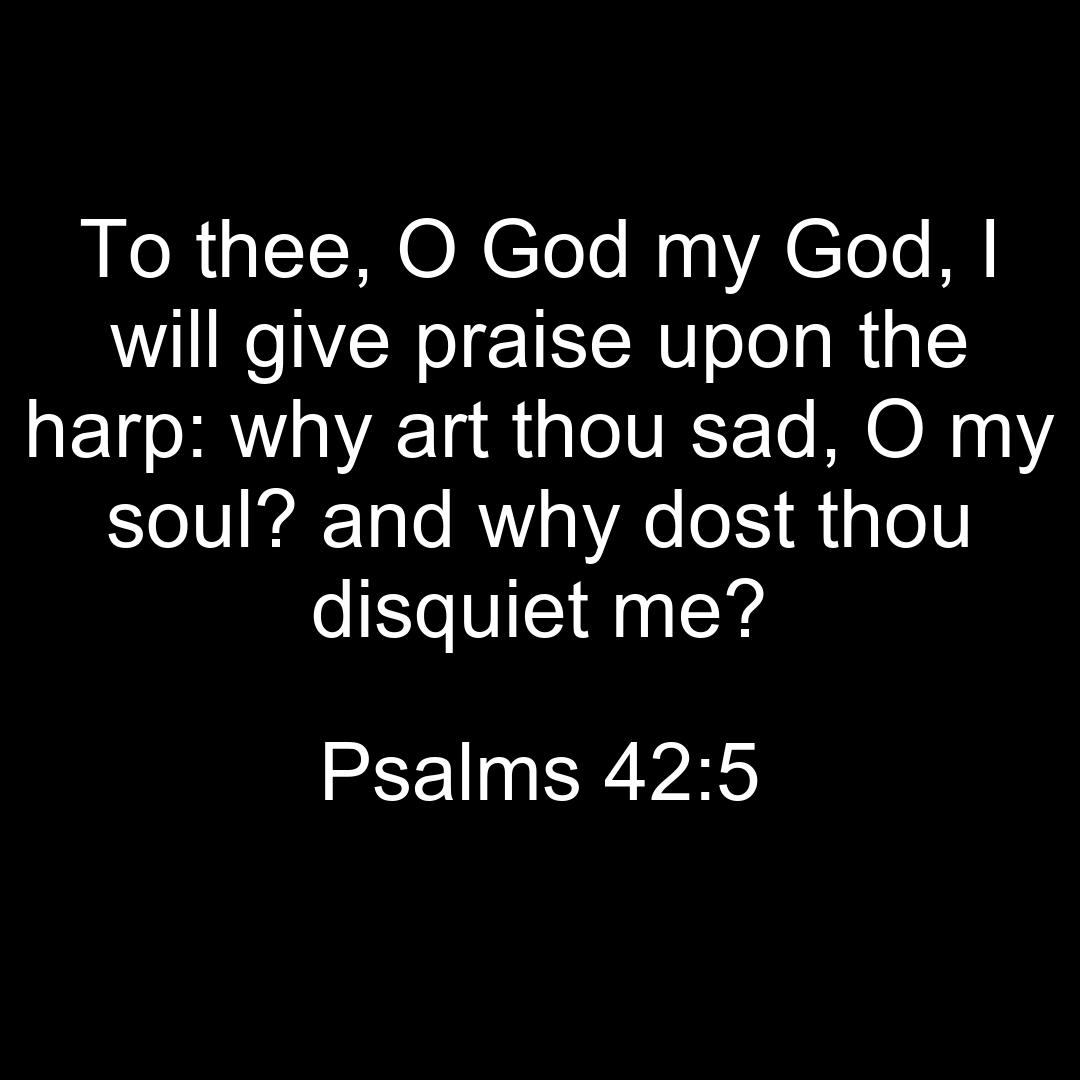 To thee, O God my God, I
will give praise upon the
harp: why art thou sad, O my
soul? and why dost thou
disquiet me?
Psalms 42:5